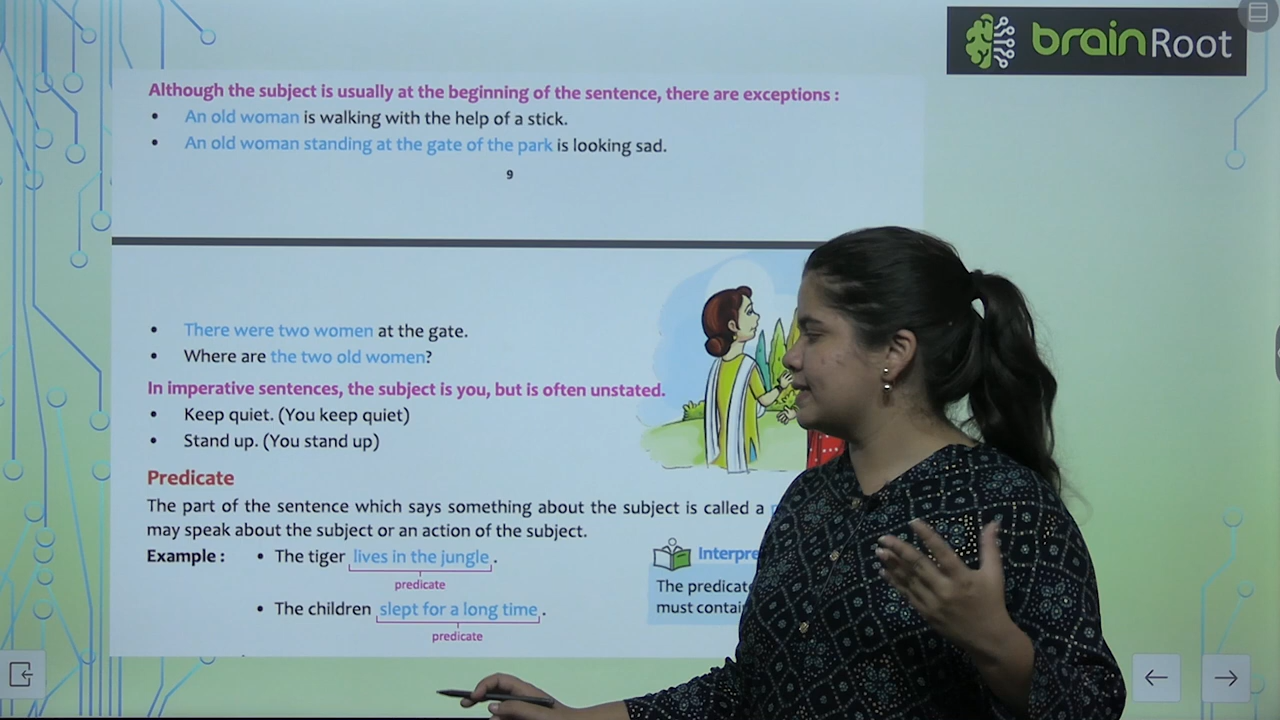 brainRoot
Although the subject is usually at the beginning of the sentence, there are exceptions :
• An old woman is walking with the help of a stick.
• An old woman standing at the gate of the park is looking sad.
9
• There were two women at the gate.
• Where are the two old women?
In imperative sentences, the subject is you, but is often unstated.
• Keep quiet. (You keep quiet)
• Stand up. (You stand up)
Predicate
The part of the sentence which says something about the subject is called a
may speak about the subject or an action of the subject.
Example : • The tiger lives in the jungle.
predicate
• The children slept for a long time.
predicate
Interpre
The predicate
must contai